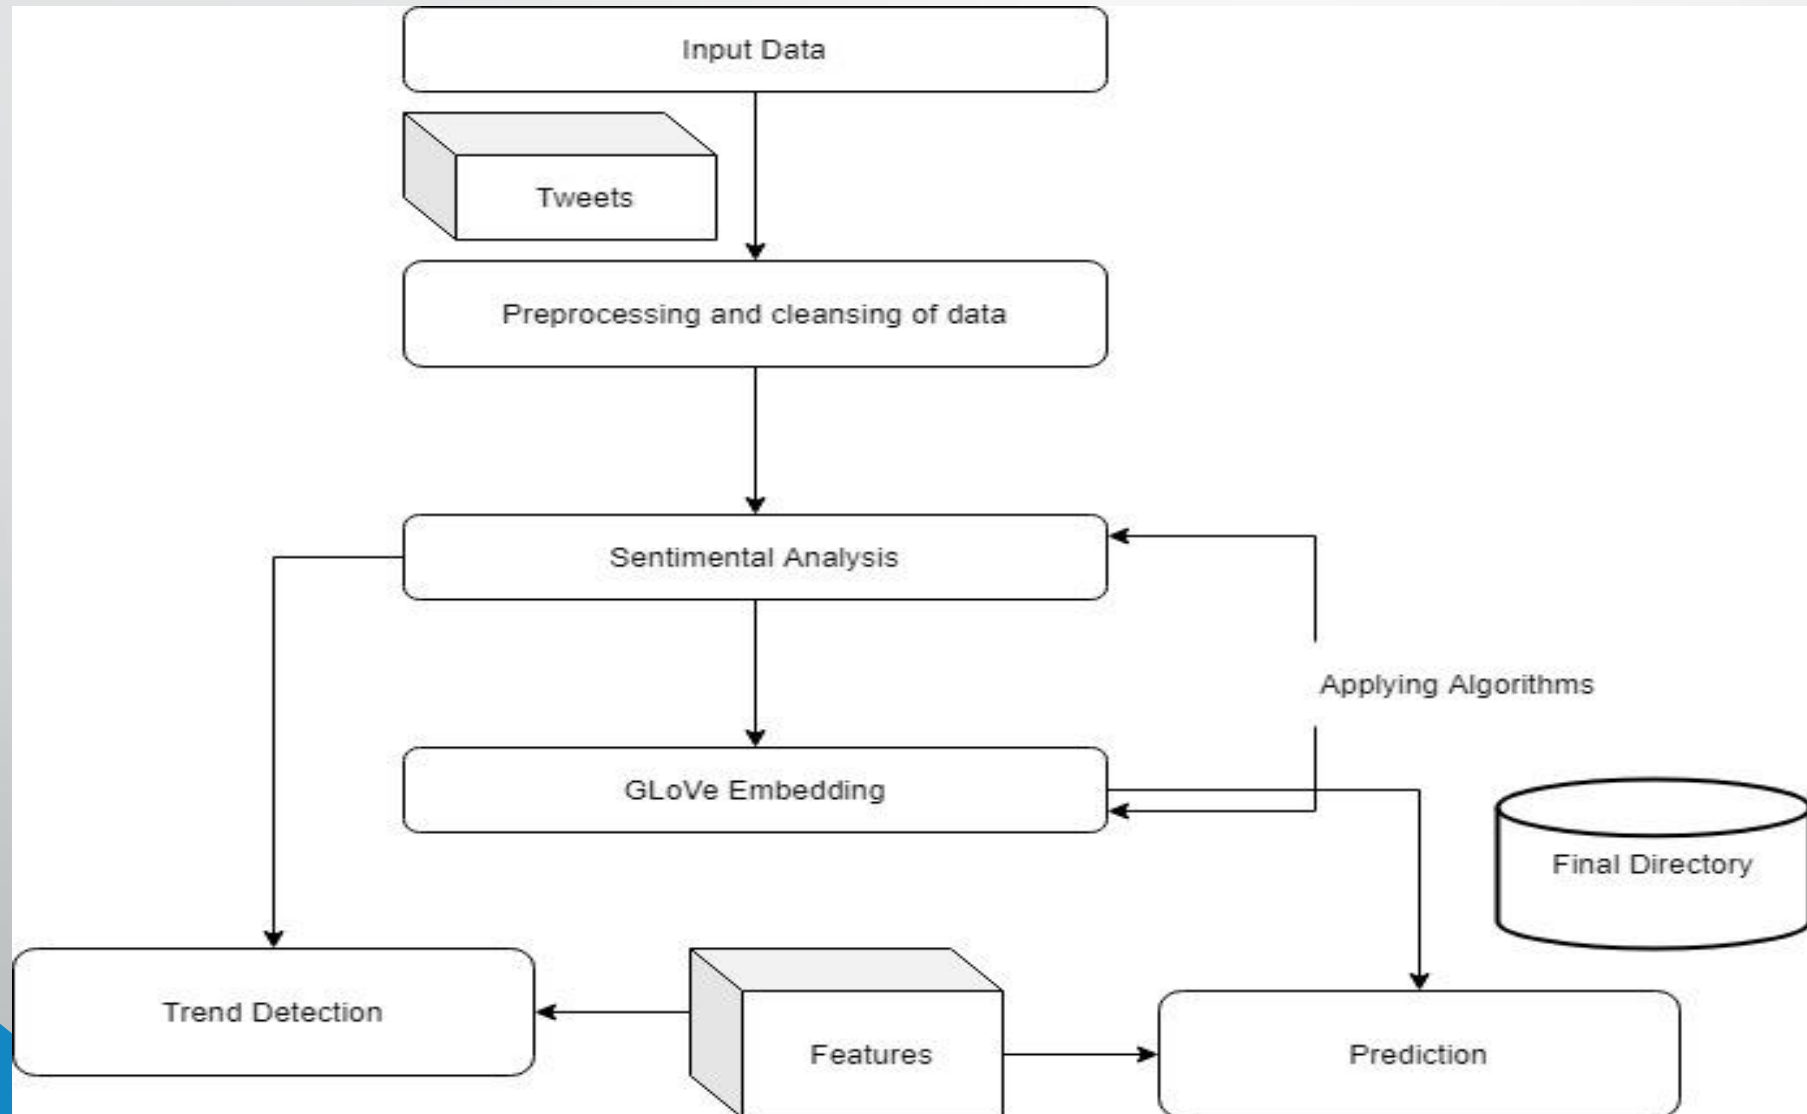 Input Data
Tweets
Preprocessing and cleansing of data
Sentimental Analysis
Applying Algorithms
GLoVe Embedding
Final Directory
Trend Detection
Features
Prediction